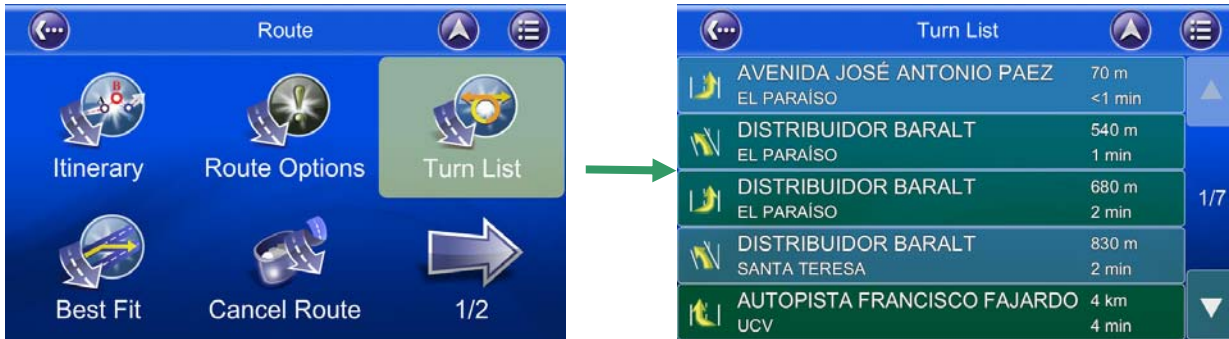 Route
Itinerary
Route Options
Turn List
Best Fit
Cancel Route
1/2
Turn List
AVENIDA JOSÉ ANTONIO PAEZ 70 m
EL PARAÍSO <1 min
DISTRIBUIDOR BARALT 540 m
EL PARAÍSO 1 min
DISTRIBUIDOR BARALT 680 m
EL PARAÍSO 2 min
1/7
DISTRIBUIDOR BARALT 830 m
SANTA TERESA 2 min
AUTOPISTA FRANCISCO FAJARDO 4 km
UCV 4 min